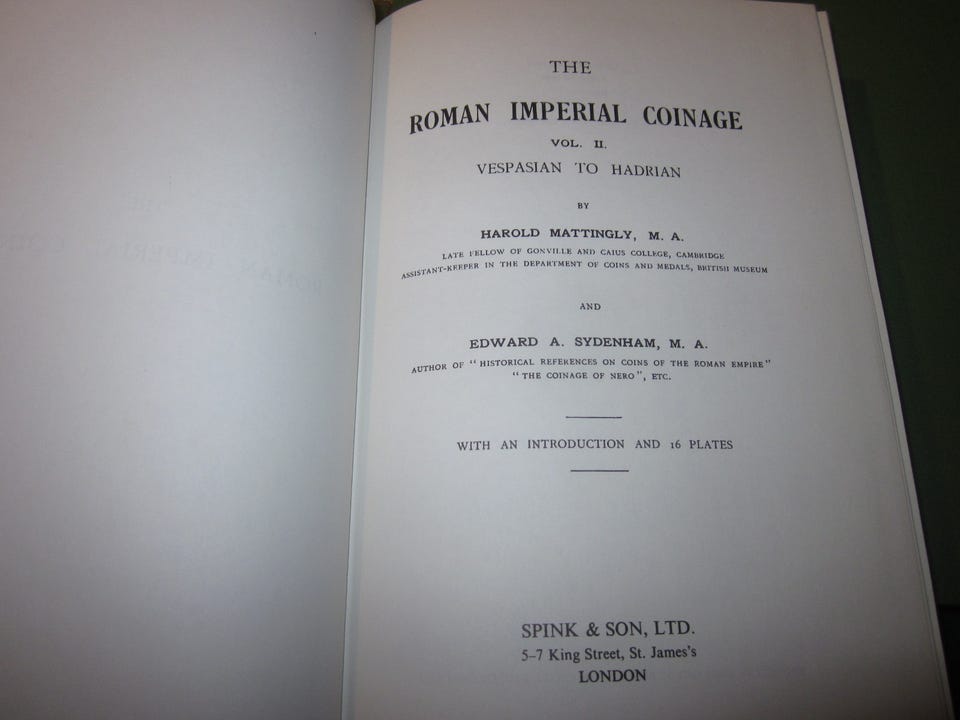 THE
ROMAN IMPERIAL COINAGE
VOL. II.
VESPASIAN TO HADRIAN
BY
HAROLD MATTINGLY, M. A.
LATE FELLOW OF GONVILLE AND CAIUS COLLEGE, CAMBRIDGE
ASSISTANT-KEEPER IN THE DEPARTMENT OF COINS AND MEDALS, BRITISH MUSEUM
AND
EDWARD A. SYDENHAM, M. A.
AUTHOR OF "HISTORICAL REFERENCES ON COINS OF THE ROMAN EMPIRE"
"THE COINAGE OF NERO", ETC.
WITH AN INTRODUCTION AND 16 PLATES
SPINK & SON, LTD.
5–7 King Street, St. James's
LONDON